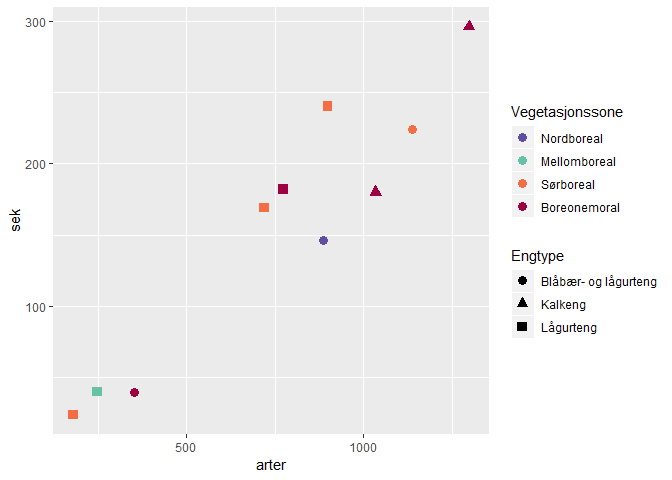 300
200
100
sek
500
1000
arter
Vegetasjonssone
Nordboreal
Mellomboreal
Sørboreal
Boreonemoral
Engtype
Blåbær- og lågurteng
Kalkeng
Lågurteng